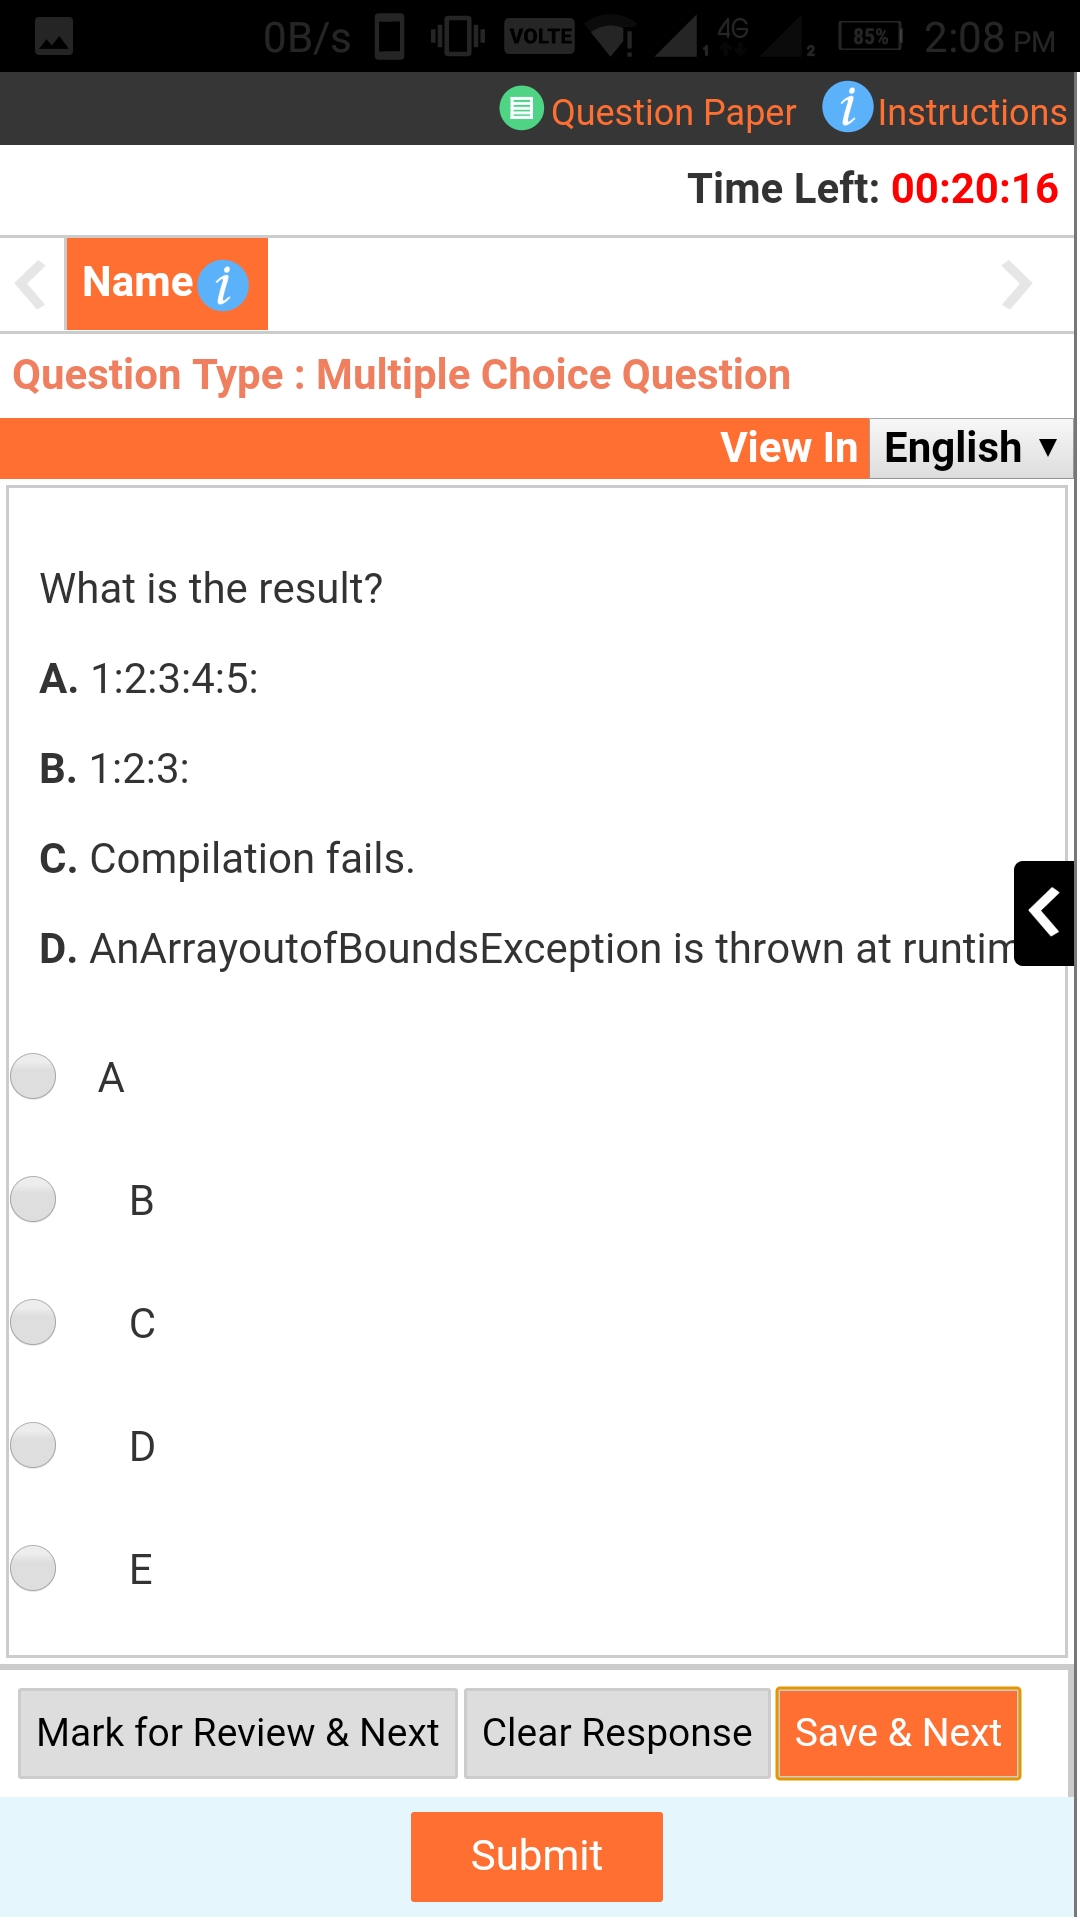 0B/s VOLTE 1 4G 2 85% 2:08 PM
Question Paper i Instructions
Time Left: 00:20:16
Name i
Question Type : Multiple Choice Question
View In English
What is the result?
A. 1:2:3:4:5:
B. 1:2:3:
C. Compilation fails.
D. AnArrayoutofBoundsException is thrown at runtim
A
B
C
D
E
Mark for Review & Next Clear Response Save & Next
Submit